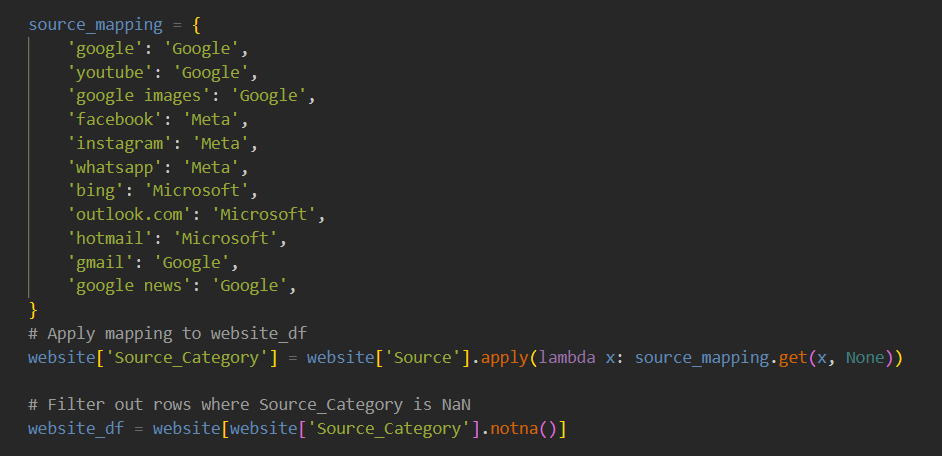 source_mapping = {
    'google': 'Google',
    'youtube': 'Google',
    'google images': 'Google',
    'facebook': 'Meta',
    'instagram': 'Meta',
    'whatsapp': 'Meta',
    'bing': 'Microsoft',
    'outlook.com': 'Microsoft',
    'hotmail': 'Microsoft',
    'gmail': 'Google',
    'google news': 'Google',
}
# Apply mapping to website_df
website['Source_Category'] = website['Source'].apply(lambda x: source_mapping.get(x, None))
# Filter out rows where Source_Category is NaN
website_df = website[website['Source_Category'].notna()]